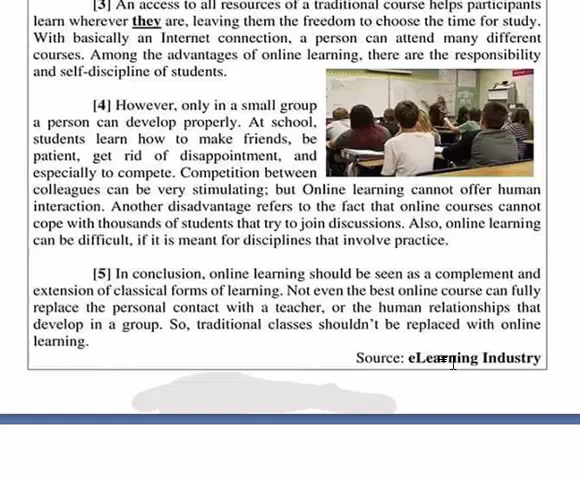 [3] An access to all resources of a traditional course helps participants
learn wherever they are, leaving them the freedom to choose the time for study.
With basically an Internet connection, a person can attend many different
courses. Among the advantages of online learning, there are the responsibility
and self-discipline of students.
[4] However, only in a small group
a person can develop properly. At school,
students learn how to make friends, be
patient, get rid of disappointment, and
especially to compete. Competition between
colleagues can be very stimulating; but Online learning cannot offer human
interaction. Another disadvantage refers to the fact that online courses cannot
cope with thousands of students that try to join discussions. Also, online learning
can be difficult, if it is meant for disciplines that involve practice.
[5] In conclusion, online learning should be seen as a complement and
extension of classical forms of learning. Not even the best online course can fully
replace the personal contact with a teacher, or the human relationships that
develop in a group. So, traditional classes shouldn't be replaced with online
learning.
Source: eLearning Industry